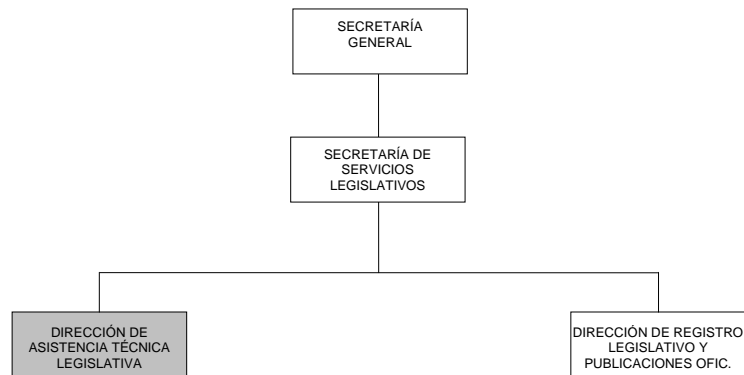 SECRETARÍA
GENERAL
SECRETARÍA DE
SERVICIOS
LEGISLATIVOS
DIRECCIÓN DE
ASISTENCIA TÉCNICA
LEGISLATIVA
DIRECCIÓN DE REGISTRO
LEGISLATIVO Y
PUBLICACIONES OFIC.